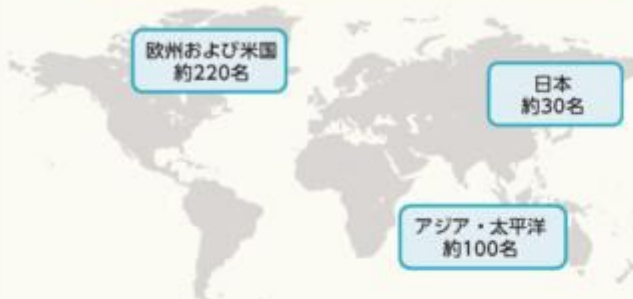 欧州および米国
約220名
日本
約30名
アジア・太平洋
約100名